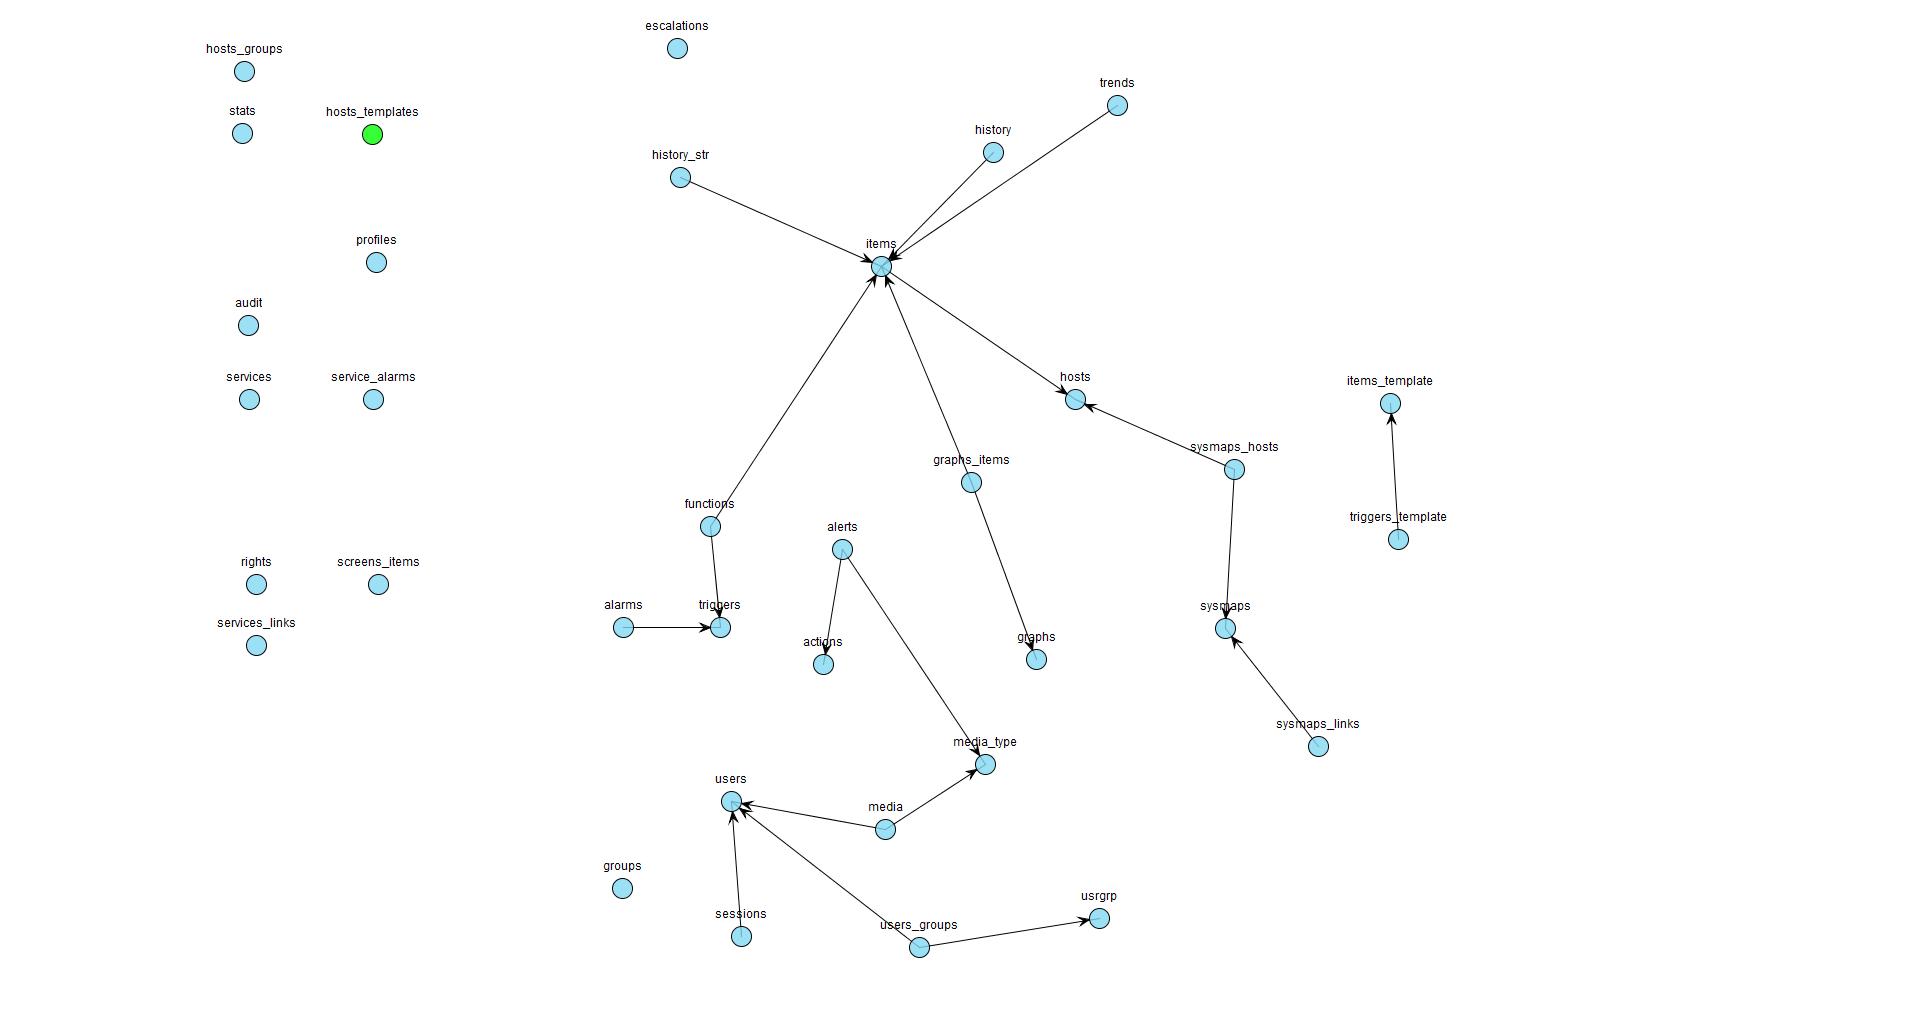 escalations
hosts_groups
trends
stats
hosts_templates
history
history_str
profiles
items
audit
services
service_alarms
hosts
items_template
sysmaps_hosts
graphs_items
functions
triggers_template
alerts
rights
screens_items
alarms
triggers
sysmaps
services_links
actions
graphs
sysmaps_links
media_type
users
media
groups
usrgrp
sessions
users_groups